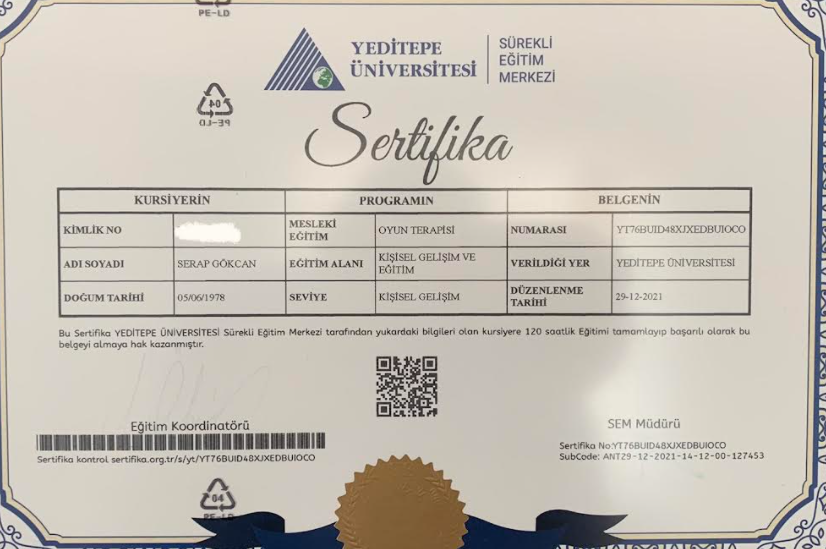 PE-LD
YEDİTEPE
ÜNİVERSİTESİ
SÜREKLİ
EĞİTİM
MERKEZİ
04
PE-LD
Sertifika
KURSİYERİN PROGRAMIN BELGENİN
KİMLİK NO MESLEKİ EĞİTİM OYUN TERAPİSİ NUMARASI YT76BUID48XJXEDBUIOCO
ADI SOYADI SERAP GÖKCAN EĞİTİM ALANI KİŞİSEL GELİŞİM VE EĞİTİM VERİLDİĞİ YER YEDİTEPE ÜNİVERSİTESİ
DOĞUM TARİHİ 05/06/1978 SEVİYE KİŞİSEL GELİŞİM DÜZENLENME TARİHİ 29-12-2021
Bu Sertifika YEDİTEPE ÜNİVERSİTESİ Sürekli Eğitim Merkezi tarafından yukardaki bilgileri olan kursiyere 120 saatlik Eğitimi tamamlayıp başarılı olarak bu
belgeyi almaya hak kazanmıştır.
Eğitim Koordinatörü
Sertifika kontrol sertifika.org.tr/s/yt/YT76BUID48XJXEDBUIOCO
SEM Müdürü
Sertifika No:YT76BUID48XJXEDBUIOCO
SubCode: ANT29-12-2021-14-12-00-127453
04
PE-LD